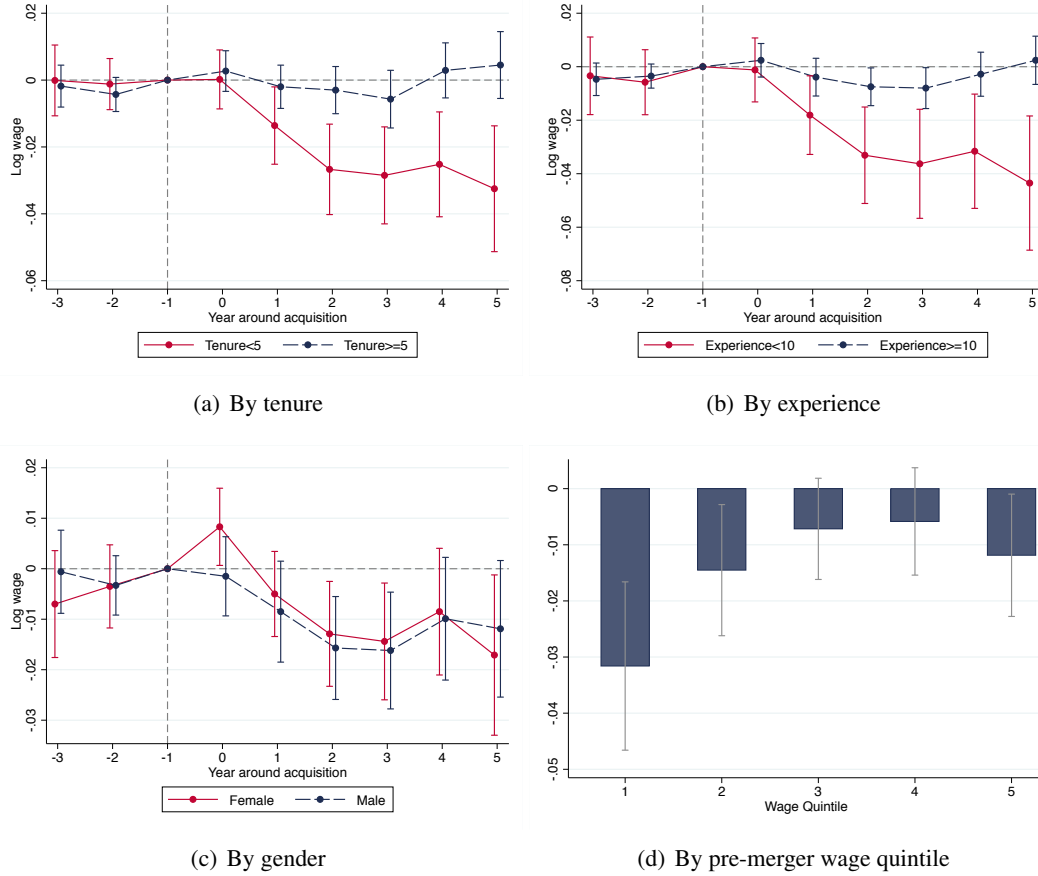 .02
0
-.02
-.04
-.06
Log wage
-3 -2 -1 0 1 2 3 4 5
Year around acquisition
Tenure<5 Tenure>=5
(a) By tenure
.02
0
-.02
-.04
-.06
-.08
Log wage
-3 -2 -1 0 1 2 3 4 5
Year around acquisition
Experience<10 Experience>=10
(b) By experience
.02
.01
0
-.01
-.02
-.03
Log wage
-3 -2 -1 0 1 2 3 4 5
Year around acquisition
Female Male
(c) By gender
0
-.01
-.02
-.03
-.04
-.05
1 2 3 4 5
Wage Quintile
(d) By pre-merger wage quintile